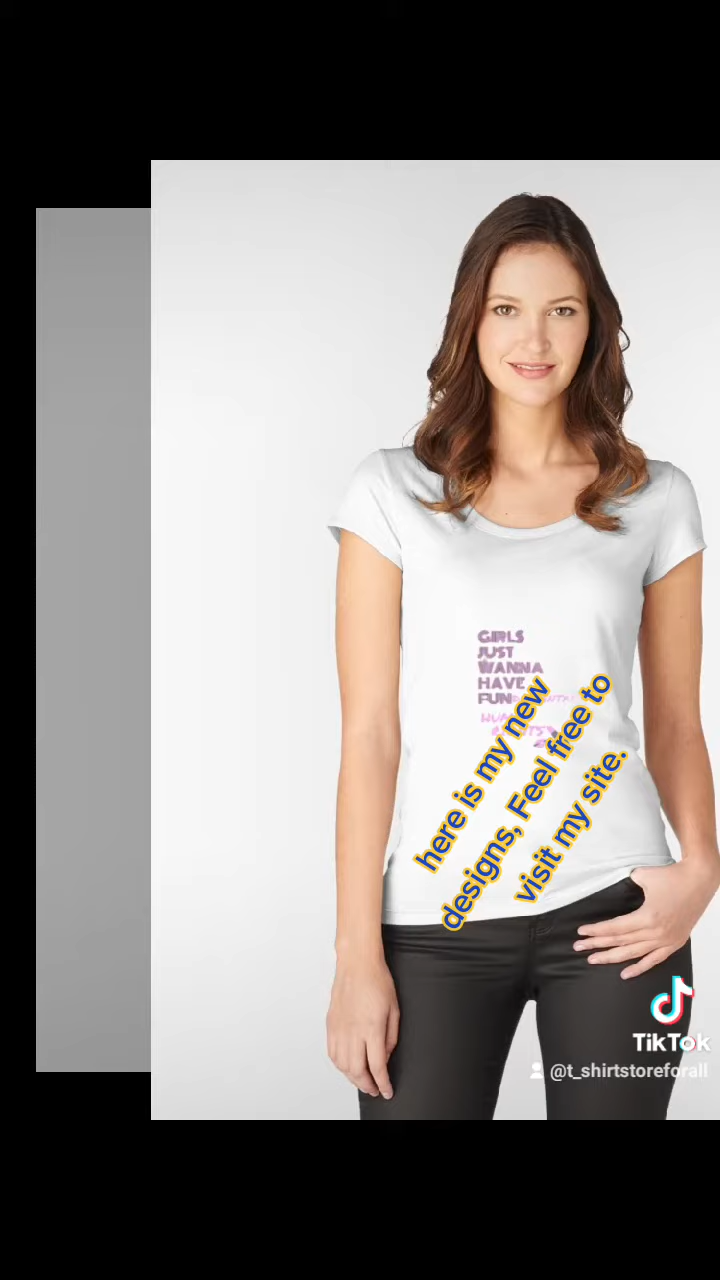 GIRLS
JUST
WANNA
HAVE
FUN
here is my new
designs, Feel free to
visit my site.
TikTok
@t_shirtstoreforall